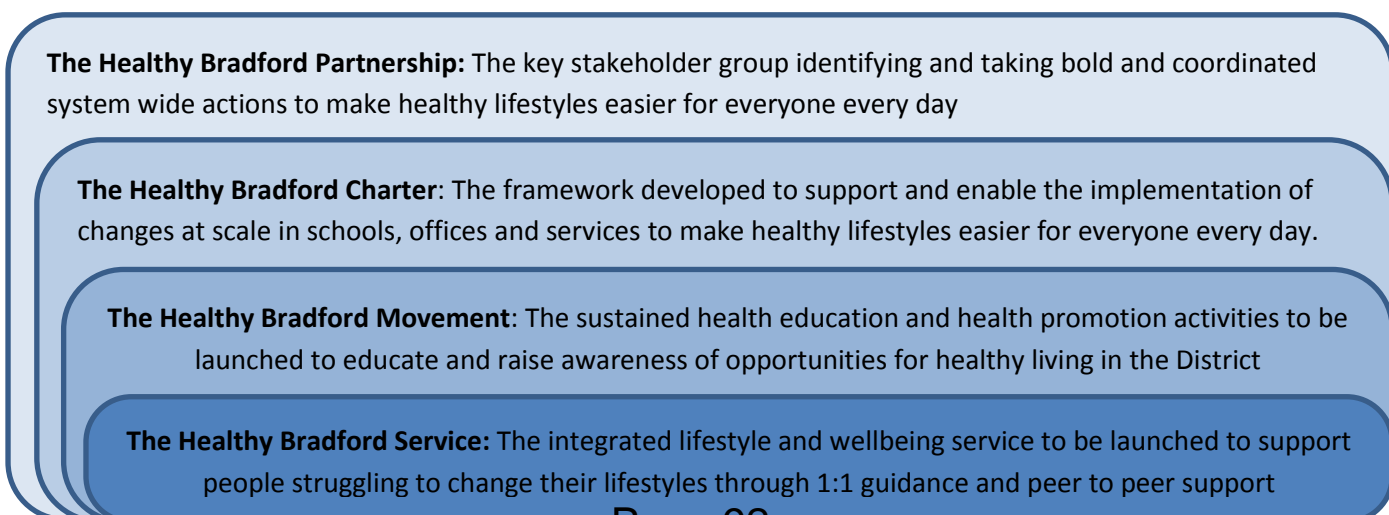 The Healthy Bradford Partnership: The key stakeholder group identifying and taking bold and coordinated
system wide actions to make healthy lifestyles easier for everyone every day
The Healthy Bradford Charter: The framework developed to support and enable the implementation of
changes at scale in schools, offices and services to make healthy lifestyles easier for everyone every day.
The Healthy Bradford Movement: The sustained health education and health promotion activities to be
launched to educate and raise awareness of opportunities for healthy living in the District
The Healthy Bradford Service: The integrated lifestyle and wellbeing service to be launched to support
people struggling to change their lifestyles through 1:1 guidance and peer to peer support